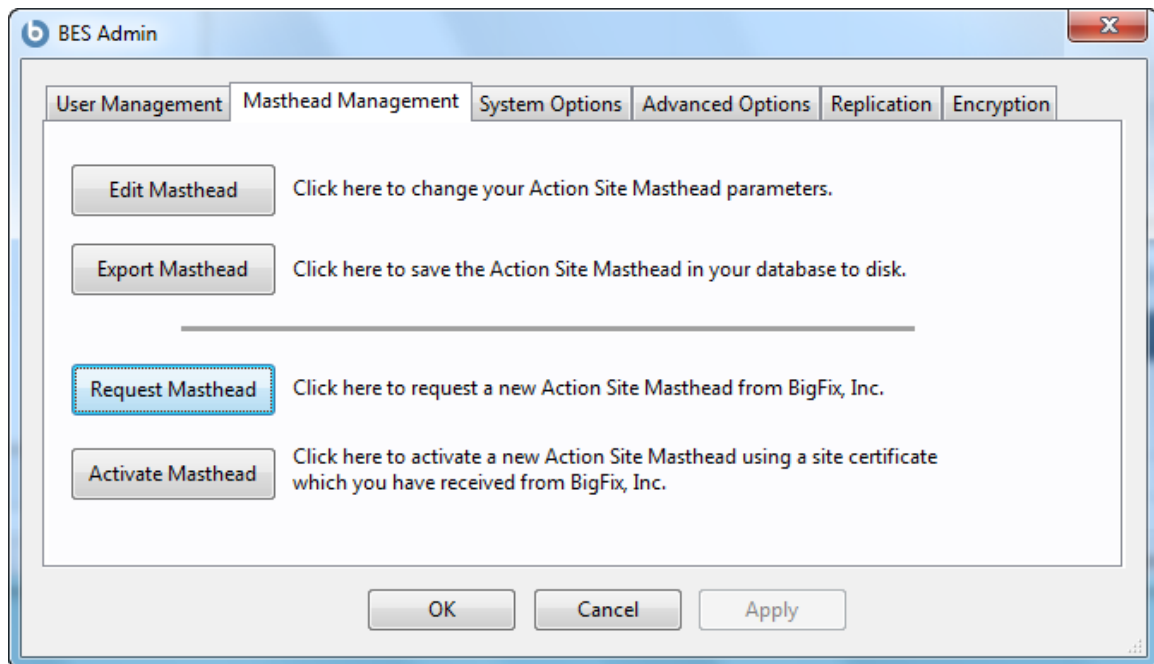 BES Admin
User Management Masthead Management System Options Advanced Options Replication Encryption
Edit Masthead Click here to change your Action Site Masthead parameters.
Export Masthead Click here to save the Action Site Masthead in your database to disk.
Request Masthead Click here to request a new Action Site Masthead from BigFix, Inc.
Activate Masthead Click here to activate a new Action Site Masthead using a site certificate
which you have received from BigFix, Inc.
OK Cancel Apply